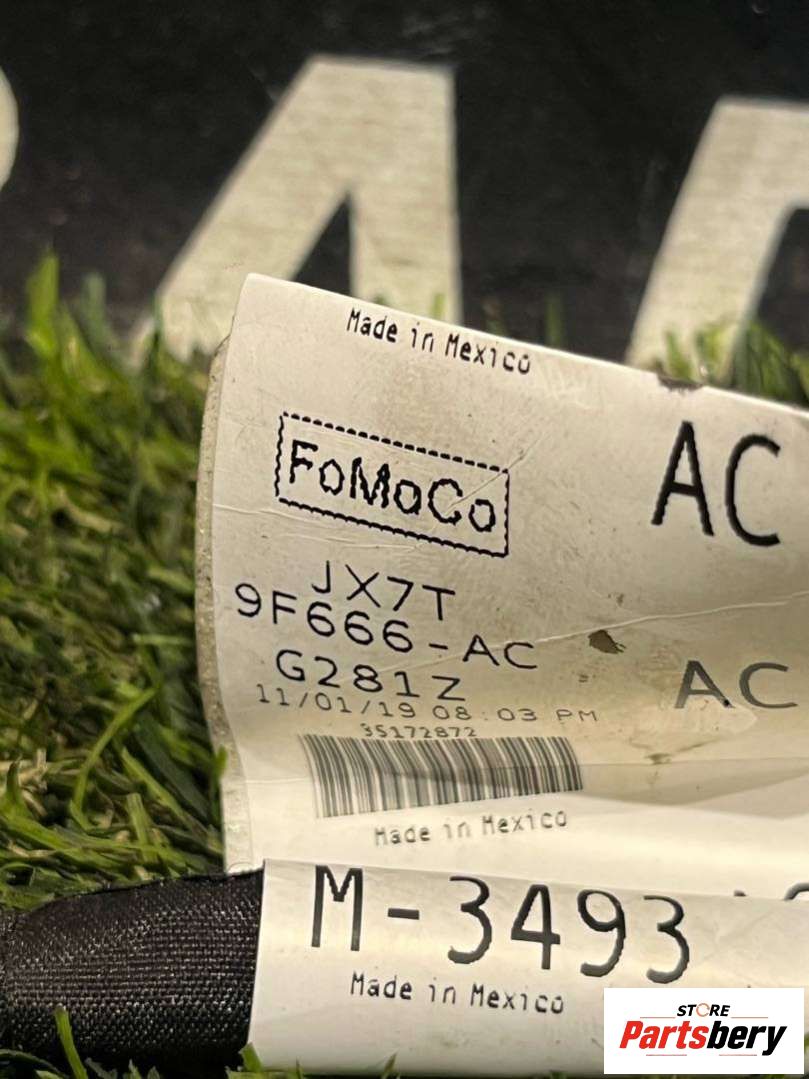 Made in Mexico
FoMoCo
AC
JX7T
9F666-AC
G281Z
AC
11/01/19 08:03 PM
35172872
Made in Mexico
M-3493
Made in Mexico
STORE
Partsbery